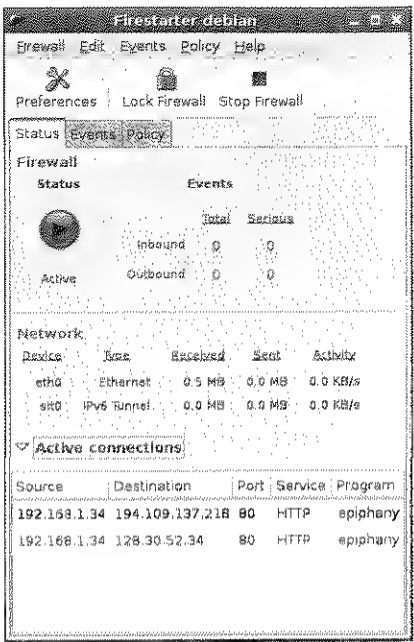 Firestarter debian
Firewall Edit Events Policy Help
Preferences Lock Firewall Stop Firewall
Status Events Policy
Firewall
Status Events
Total Serious
Inbound 0 0
Outbound 0 0
Active
Network
Device Type Received Sent Activity
eth0 Ethernet 0.5 MB 0.0 MB 0.0 KB/s
sit0 IPv6 Tunnel 0.0 MB 0.0 MB 0.0 KB/s
Active connections
Source Destination Port Service Program
192.168.1.34 194.109.137.218 80 HTTP epiphany
192.168.1.34 128.30.52.34 80 HTTP epiphany